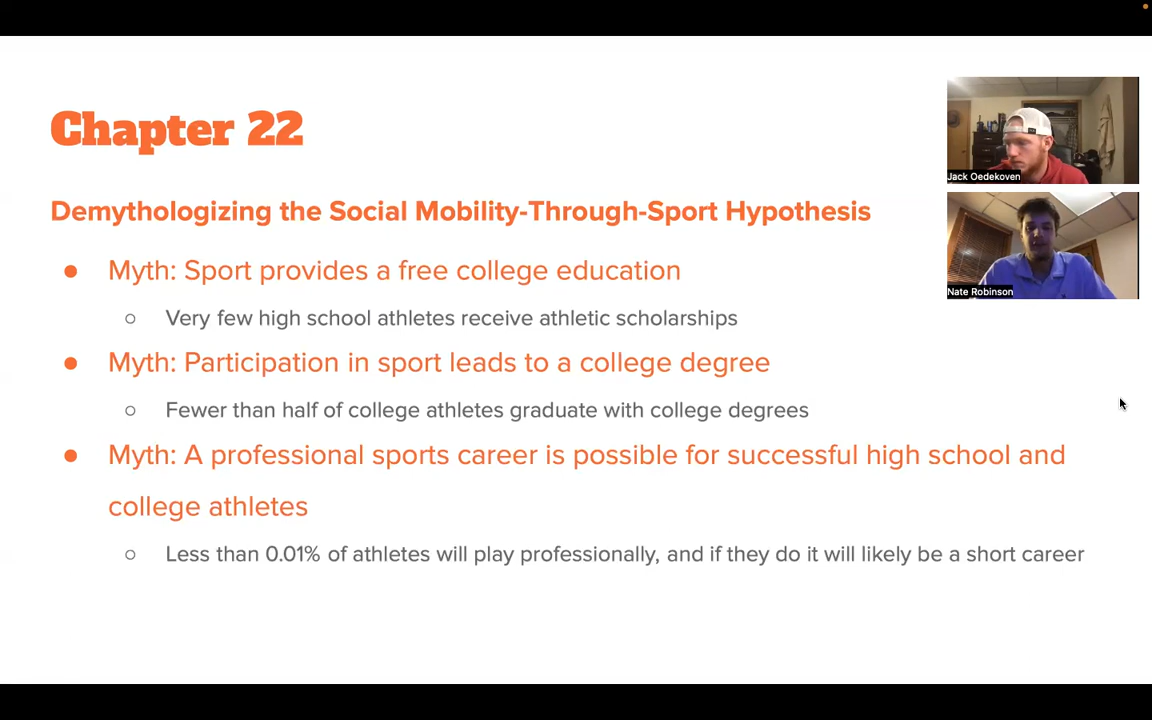 Chapter 22
Jack Oedekoven
Demythologizing the Social Mobility-Through-Sport Hypothesis
Nate Robinson
Myth: Sport provides a free college education
Very few high school athletes receive athletic scholarships
Myth: Participation in sport leads to a college degree
Fewer than half of college athletes graduate with college degrees
Myth: A professional sports career is possible for successful high school and
college athletes
Less than 0.01% of athletes will play professionally, and if they do it will likely be a short career